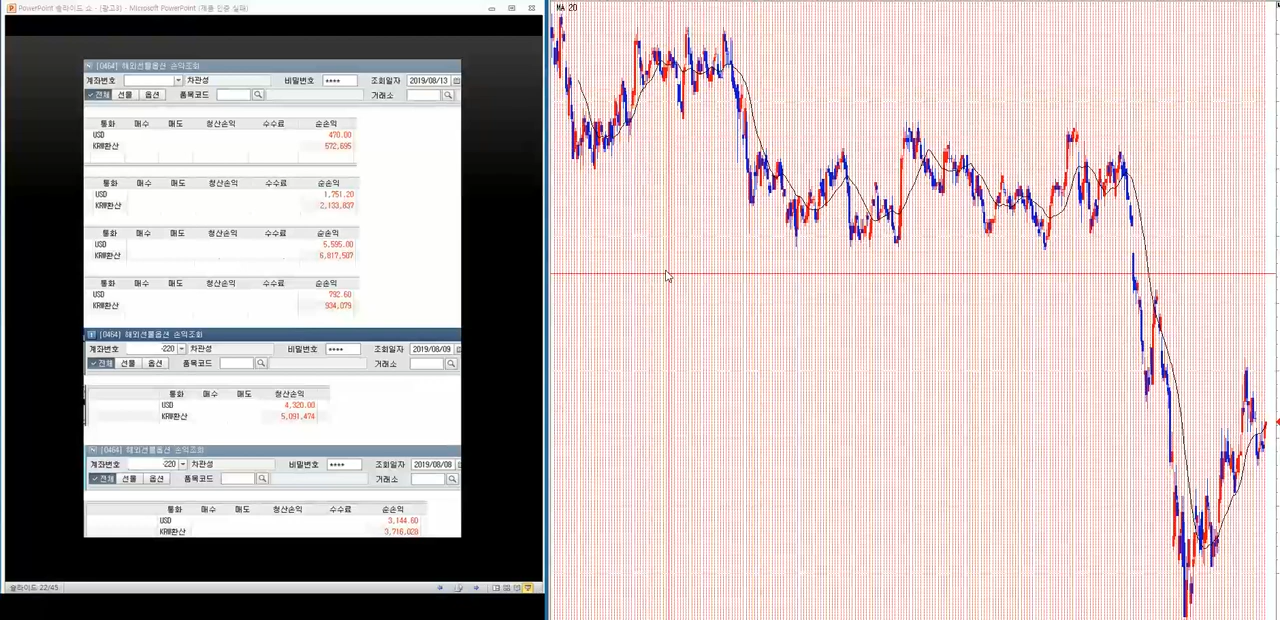 PowerPoint 슬라이드 쇼 - [광고3] - Microsoft PowerPoint (제품 인증 실패)
[0464] 해외선물옵션 손익조회
계좌번호 차관성 비밀번호 **** 조회일자 2019/08/13
전체 선물 옵션 품목코드 거래소
통화 매수 매도 청산손익 수수료 순손익
USD 470.00
KRW환산 572,695
통화 매수 매도 청산손익 수수료 순손익
USD 1,751.20
KRW환산 2,133,837
통화 매수 매도 청산손익 수수료 순손익
USD 5,595.00
KRW환산 6,817,507
통화 매수 매도 청산손익 수수료 순손익
USD 792.60
KRW환산 934,079
[0464] 해외선물옵션 손익조회
계좌번호 -220 차관성 비밀번호 **** 조회일자 2019/08/09
전체 선물 옵션 품목코드 거래소
통화 매수 매도 청산손익
USD 4,320.00
KRW환산 5,091,474
[0464] 해외선물옵션 손익조회
계좌번호 -220 차관성 비밀번호 **** 조회일자 2019/08/08
전체 선물 옵션 품목코드 거래소
통화 매수 매도 청산손익 수수료 순손익
USD 3,144.60
KRW환산 3,716,028
슬라이드 22/45
MA 20